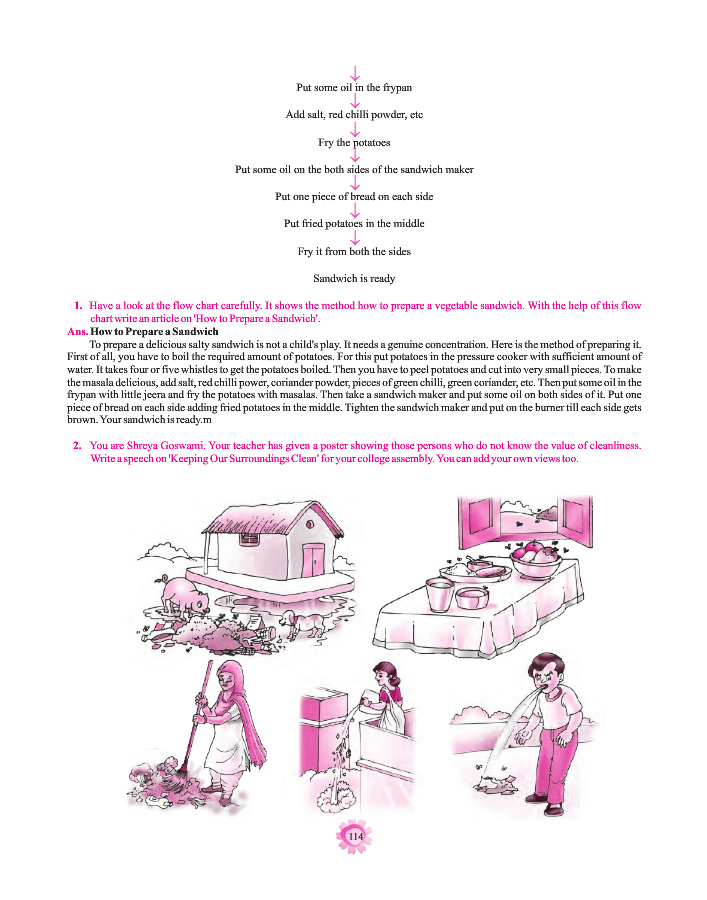 Put some oil in the frypan
Add salt, red chilli powder, etc
Fry the potatoes
Put some oil on the both sides of the sandwich maker
Put one piece of bread on each side
Put fried potatoes in the middle
Fry it from both the sides
Sandwich is ready
1. Have a look at the flow chart carefully. It shows the method how to prepare a vegetable sandwich. With the help of this flow
chart write an article on 'How to Prepare a Sandwich'.
Ans. How to Prepare a Sandwich
To prepare a delicious salty sandwich is not a child's play. It needs a genuine concentration. Here is the method of preparing it.
First of all, you have to boil the required amount of potatoes. For this put potatoes in the pressure cooker with sufficient amount of
water. It takes four or five whistles to get the potatoes boiled. Then you have to peel potatoes and cut into very small pieces. To make
the masala delicious, add salt, red chilli power, coriander powder, pieces of green chilli, green coriander, etc. Then put some oil in the
frypan with little jeera and fry the potatoes with masalas. Then take a sandwich maker and put some oil on both sides of it. Put one
piece of bread on each side adding fried potatoes in the middle. Tighten the sandwich maker and put on the burner till each side gets
brown. Your sandwich is ready.m
2. You are Shreya Goswami. Your teacher has given a poster showing those persons who do not know the value of cleanliness.
Write a speech on 'Keeping Our Surroundings Clean' for your college assembly. You can add your own views too.
114